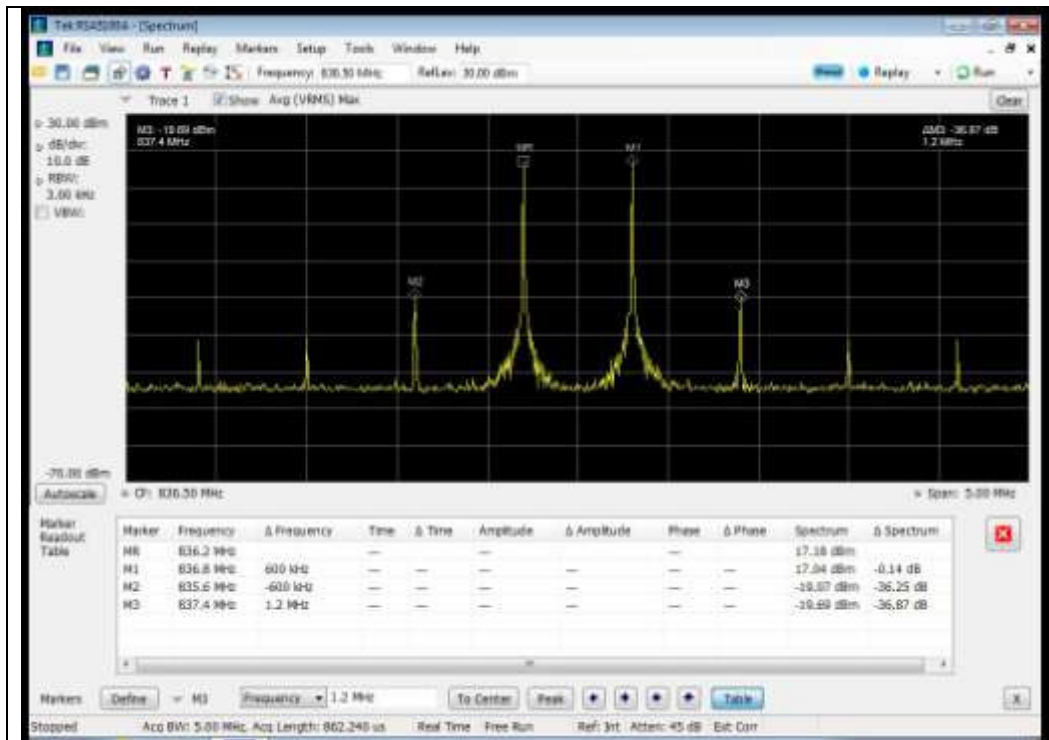 Tek RSA5106A - [Spectrum]
File View Run Replay Markers Setup Tools Window Help
Frequency: 836.50 MHz RefLev: 30.00 dBm Replay Run
Trace 1 Show Avg (VRMS) Max Clear
30.00 dBm
dB/div:
10.0 dB
RBW:
3.00 kHz
VBW:
M3: -19.69 dBm
837.4 MHz
ΔM3: -36.87 dB
1.2 MHz
MR M1
M2 M3
-70.00 dBm
Autoscale CF: 836.50 MHz Span: 5.00 MHz
Marker
Readout
Table
Marker Frequency Δ Frequency Time Δ Time Amplitude Δ Amplitude Phase Δ Phase Spectrum Δ Spectrum
MR 836.2 MHz -- -- -- 17.18 dBm
M1 836.8 MHz 600 kHz -- -- -- -- -- -- 17.04 dBm -0.14 dB
M2 835.6 MHz -600 kHz -- -- -- -- -- -- -19.07 dBm -36.25 dB
M3 837.4 MHz 1.2 MHz -- -- -- -- -- -- -19.69 dBm -36.87 dB
Markers Define M3 Frequency 1.2 MHz To Center Peak Table X
Stopped Acq BW: 5.00 MHz, Acq Length: 862.240 us Real Time Free Run Ref: Int Atten: 45 dB Ext Corr